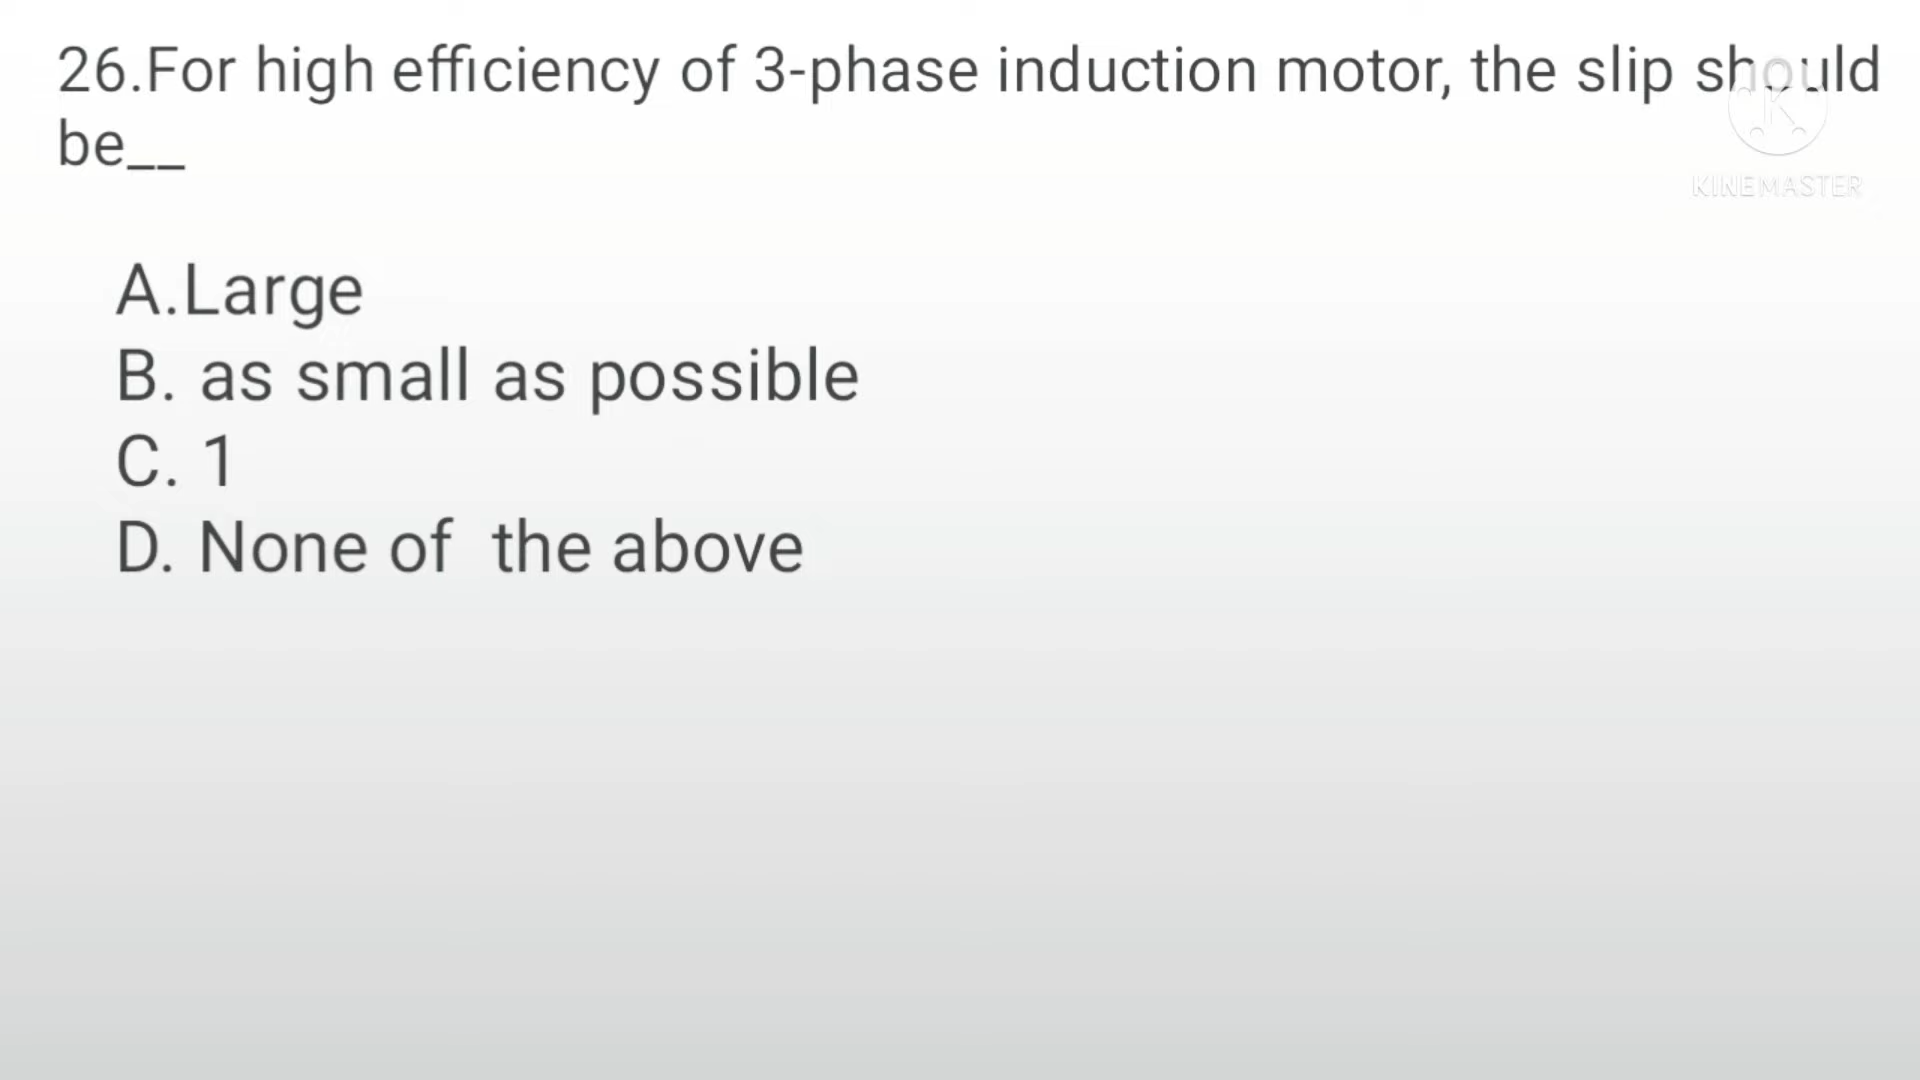 26.For high efficiency of 3-phase induction motor, the slip should
be__
KINEMASTER
A.Large
B. as small as possible
C. 1
D. None of  the above